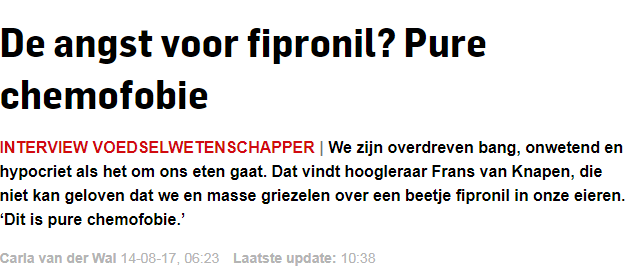 De angst voor fipronil? Pure
chemofobie
INTERVIEW VOEDSELWETENSCHAPPER | We zijn overdreven bang, onwetend en
hypocriet als het om ons eten gaat. Dat vindt hoogleraar Frans van Knapen, die
niet kan geloven dat we en masse griezelen over een beetje fipronil in onze eieren.
‘Dit is pure chemofobie.’
Carla van der Wal 14-08-17, 06:23 Laatste update: 10:38